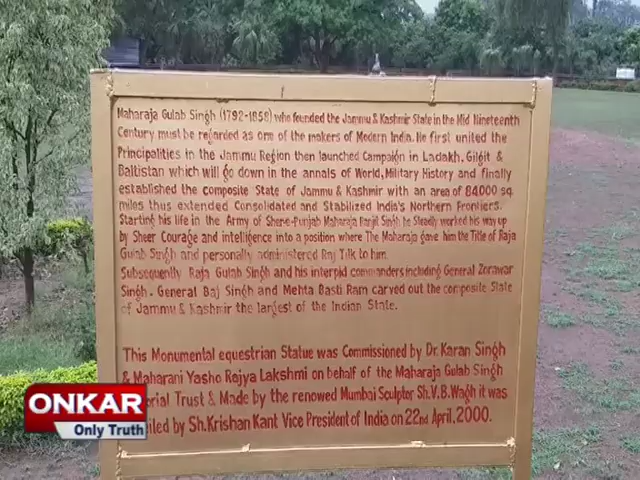 Maharaja Gulab Singh (1792-1858) who founded the Jammu & Kashmir State in the Mid Nineteenth
Century must be regarded as one of the makers of Modern India. He first united the
Principalities in the Jammu Region then launched Campaign in Ladakh, Gilgit &
Baltistan which will go down in the annals of World, Military History and finally
established the composite State of Jammu & Kashmir with an area of 84000 sq.
miles thus extended Consolidated and Stabilized India's Northern Frontiers.
Starting his life in the Army of Shere-Punjab Maharaja Ranjit Singh he Steadly worked his way up
by Sheer Courage and intelligence into a position where The Maharaja gave him the Title of Raja
Gulab Singh and personally administered Raj Tilk to him.
Subsequently Raja Gulab Singh and his interpid commanders including General Zorawar
Singh. General Baj Singh and Mehta Basti Ram carved out the composite State
of Jammu & Kashmir the largest of the Indian State.
This Monumental equestrian Statue was Commissioned by Dr. Karan Singh
& Maharani Yasho Rajya Lakshmi on behalf of the Maharaja Gulab Singh
Trust & Made by the renowned Mumbai Sculptor Sh. V.B. Wagh it was
by Sh. Krishan Kant Vice President of India on 22nd April, 2000.
ONKAR
Only Truth